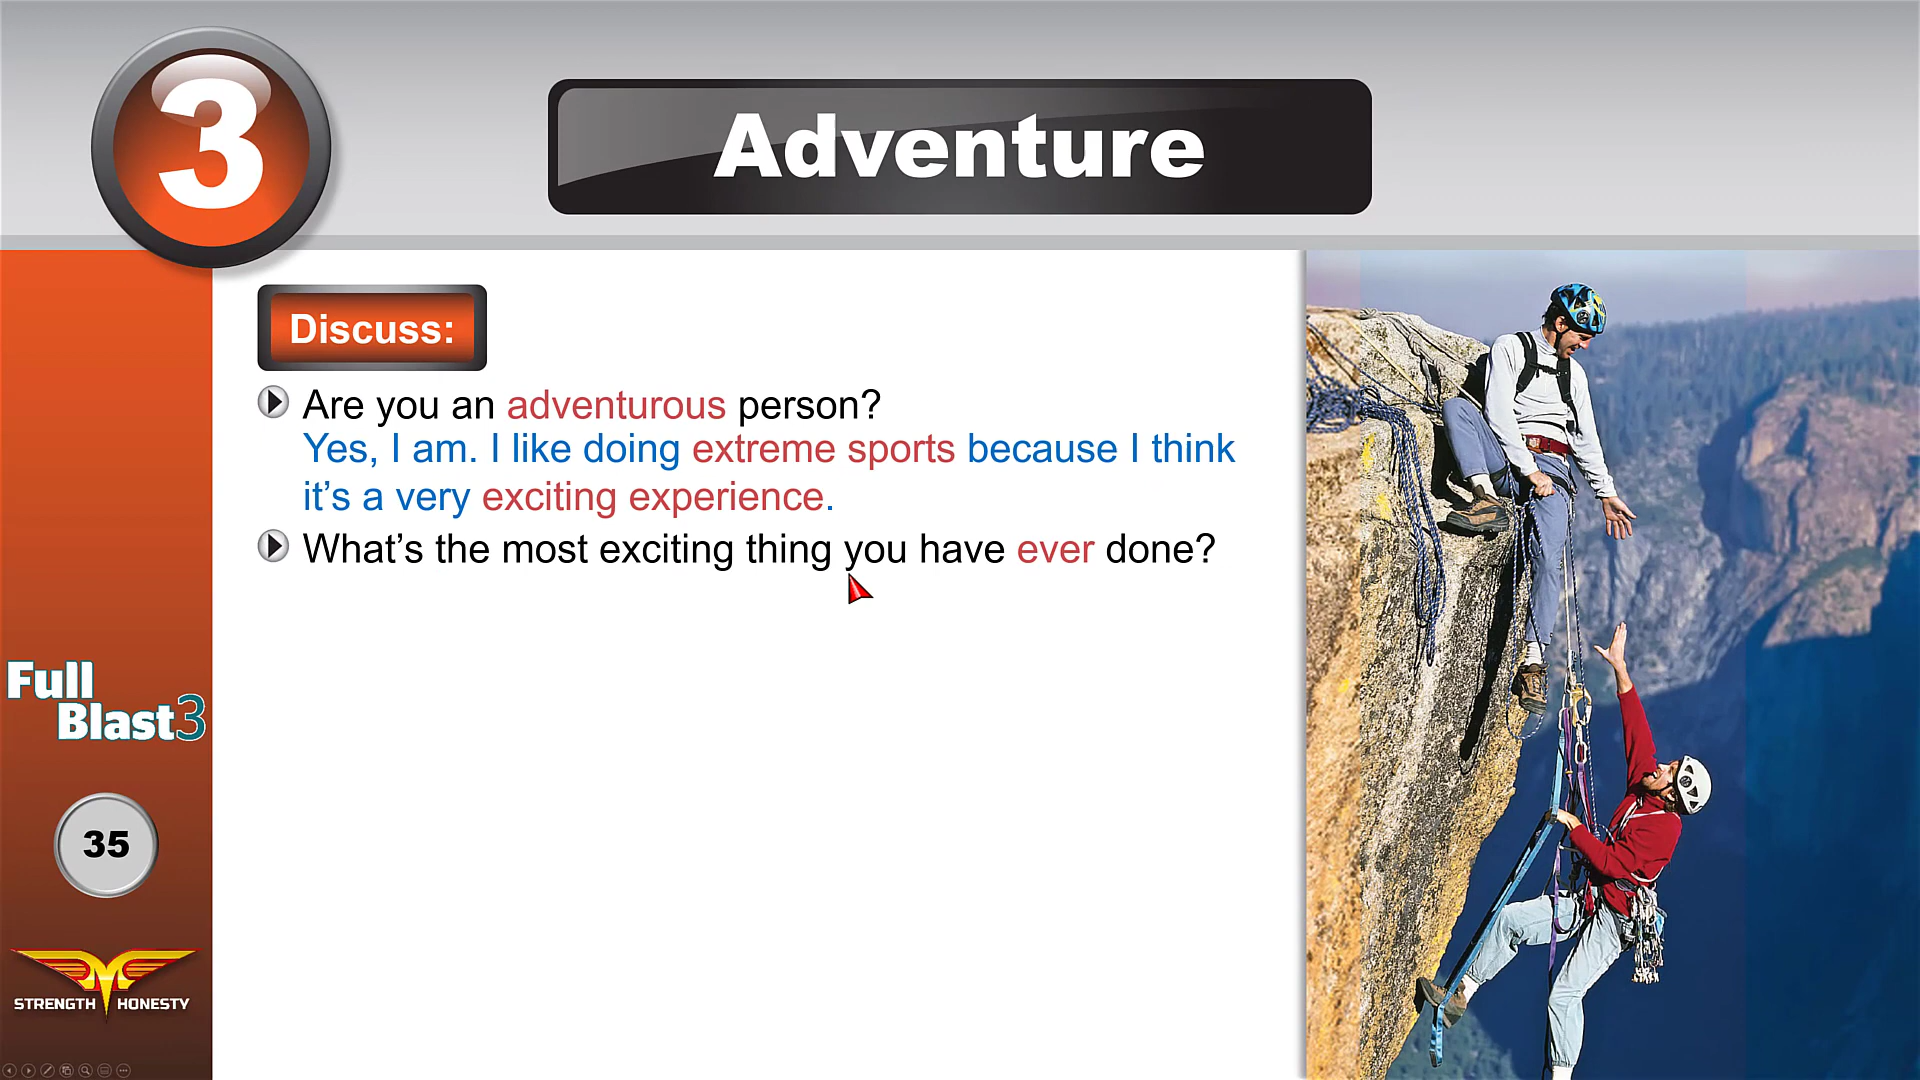 3
Adventure
Discuss:
Are you an adventurous person?
Yes, I am. I like doing extreme sports because I think
it’s a very exciting experience.
What’s the most exciting thing you have ever done?
Full
Blast3
35
STRENGTH HONESTY